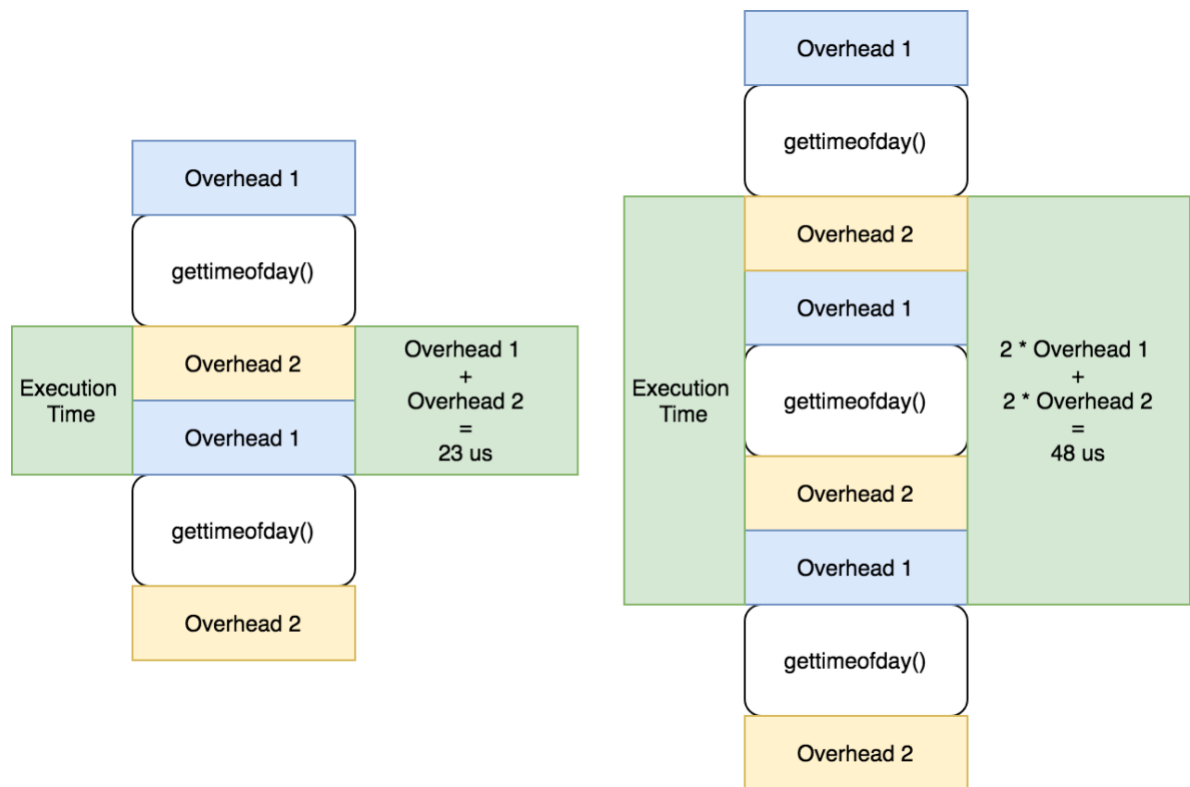 Overhead 1
gettimeofday()
Execution
Time
Overhead 2
Overhead 1
Overhead 1
+
Overhead 2
=
23 us
gettimeofday()
Overhead 2
Overhead 1
gettimeofday()
Execution
Time
Overhead 2
Overhead 1
gettimeofday()
Overhead 2
Overhead 1
2 * Overhead 1
+
2 * Overhead 2
=
48 us
gettimeofday()
Overhead 2